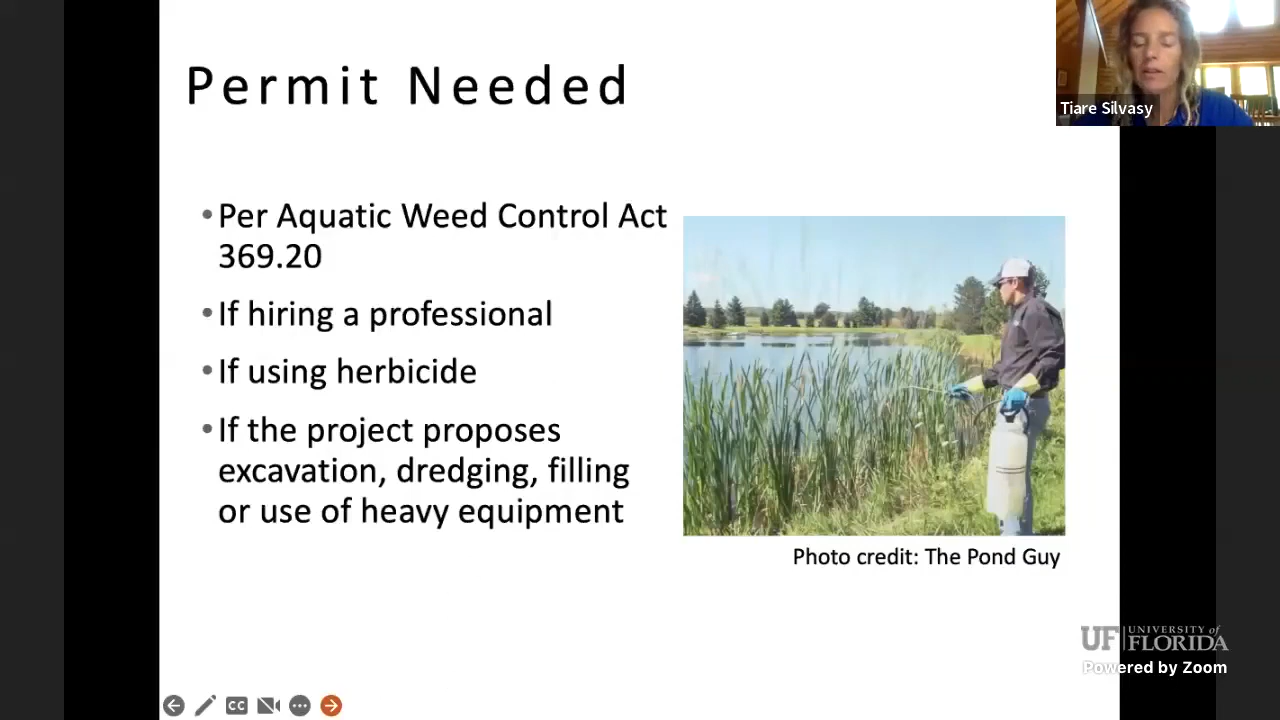 Permit Needed
Tiare Silvasy
•Per Aquatic Weed Control Act
369.20
•If hiring a professional
•If using herbicide
•If the project proposes
excavation, dredging, filling
or use of heavy equipment
Photo credit: The Pond Guy
UF UNIVERSITY of
FLORIDA
Powered by Zoom
CC